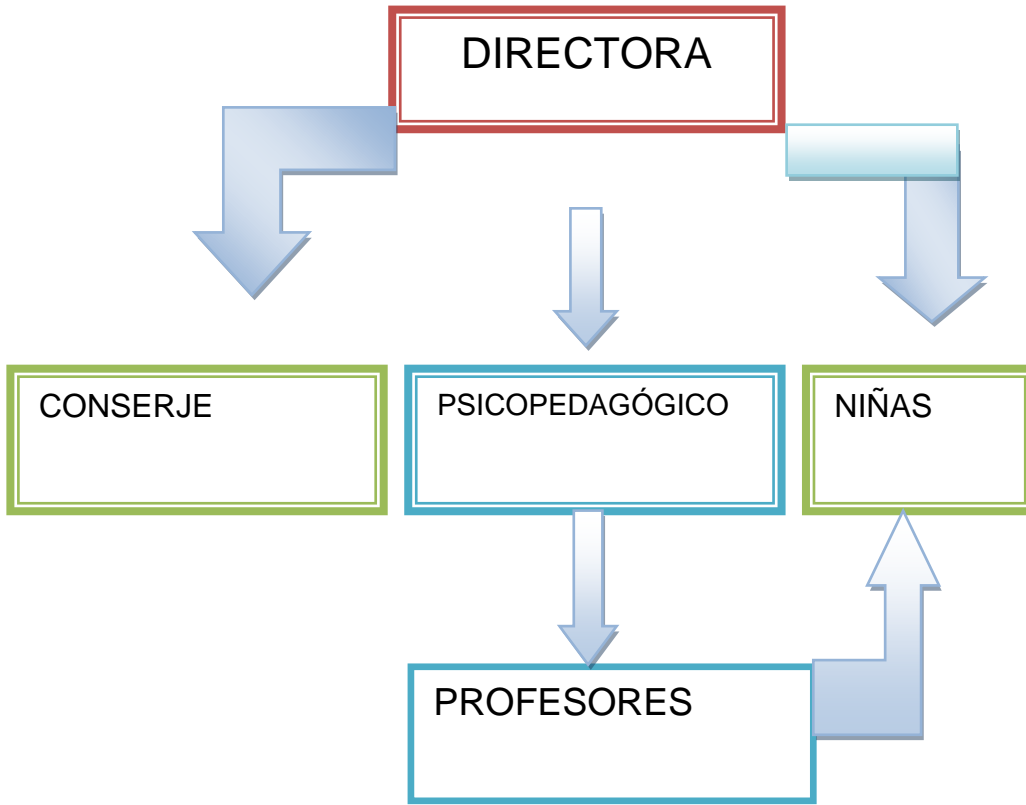 DIRECTORA
CONSERJE
PSICOPEDAGÓGICO
NIÑAS
PROFESORES